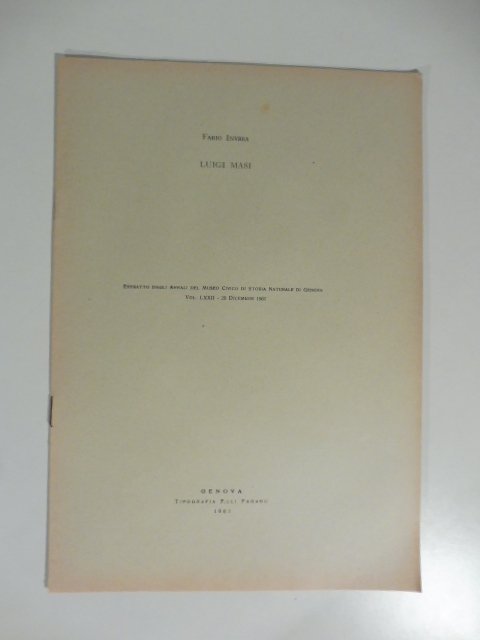 Fabio Invrea
LUIGI MASI
Estratto dagli Annali del Museo Civico di Storia Naturale di Genova
Vol. LXXII - 20 Dicembre
GENOVA
Tipografia F.lli Pagano